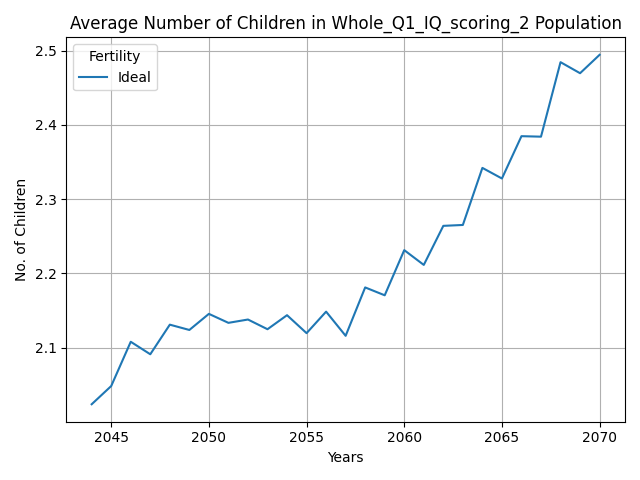 Average Number of Children in Whole_Q1_IQ_scoring_2 Population
Fertility
Ideal
No. of Children
2.5
2.4
2.3
2.2
2.1
2045 2050 2055 2060 2065 2070
Years